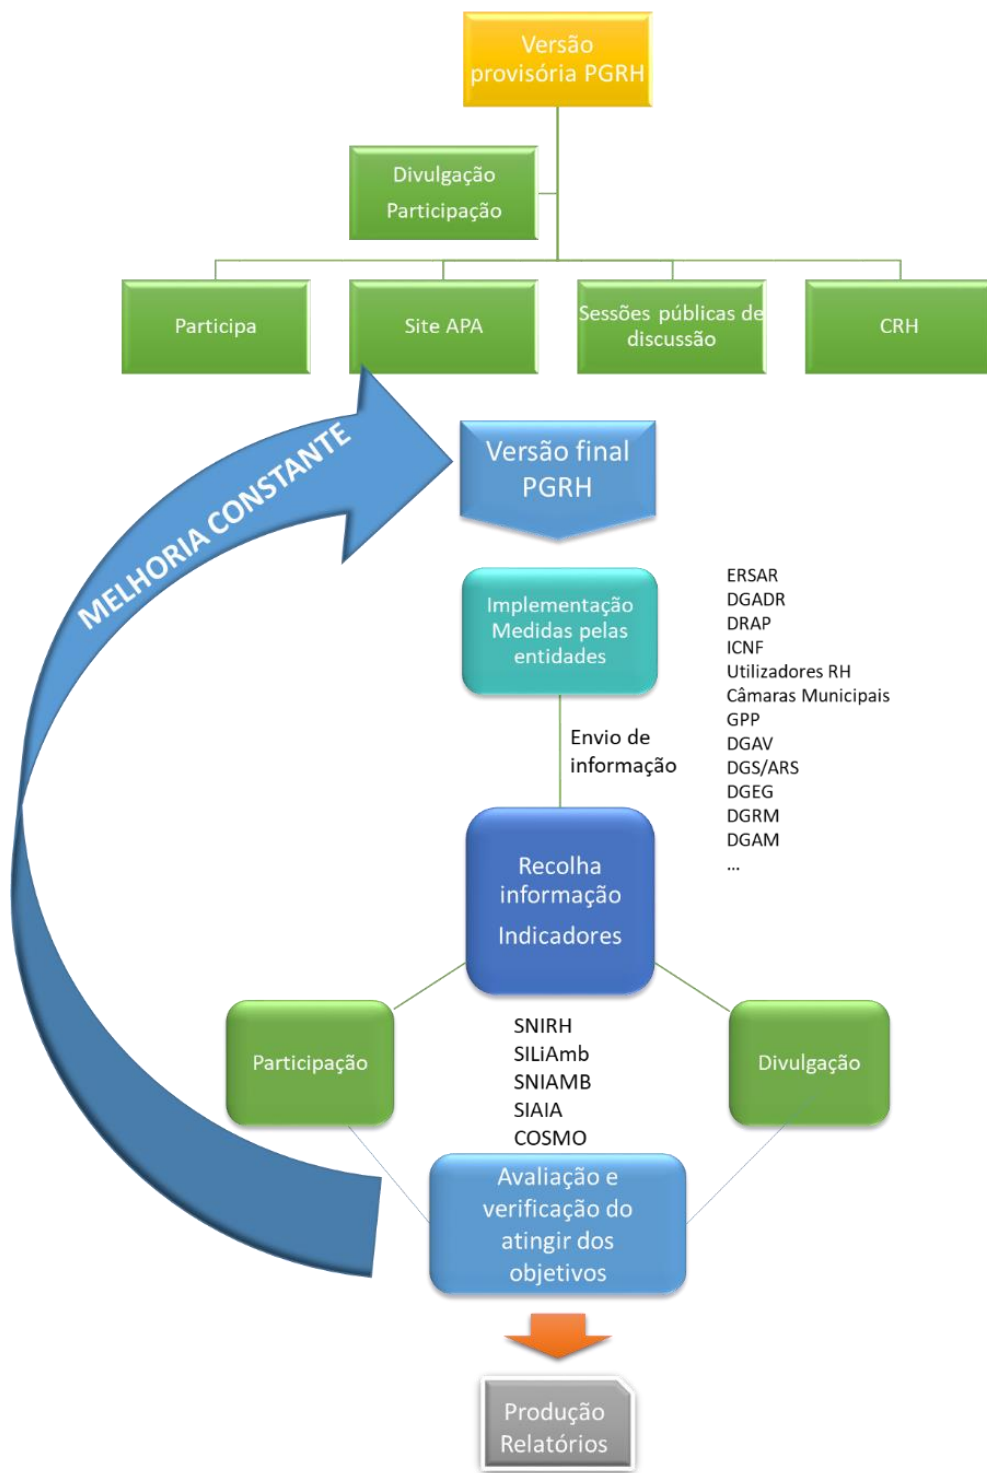 Versão
provisória PGRH
Divulgação
Participação
Participa
Site APA
Sessões públicas de
discussão
CRH
MELHORIA CONSTANTE
Versão final
PGRH
Implementação
Medidas pelas
entidades
ERSAR
DGADR
DRAP
ICNF
Utilizadores RH
Câmaras Municipais
GPP
DGAV
DGS/ARS
DGEG
DGRM
DGAM
...
Envio de
informação
Recolha
informação
Indicadores
Participação
SNIRH
SILiAmb
SNIAMB
SIAIA
COSMO
Divulgação
Avaliação e
verificação do
atingir dos
objetivos
Produção
Relatórios